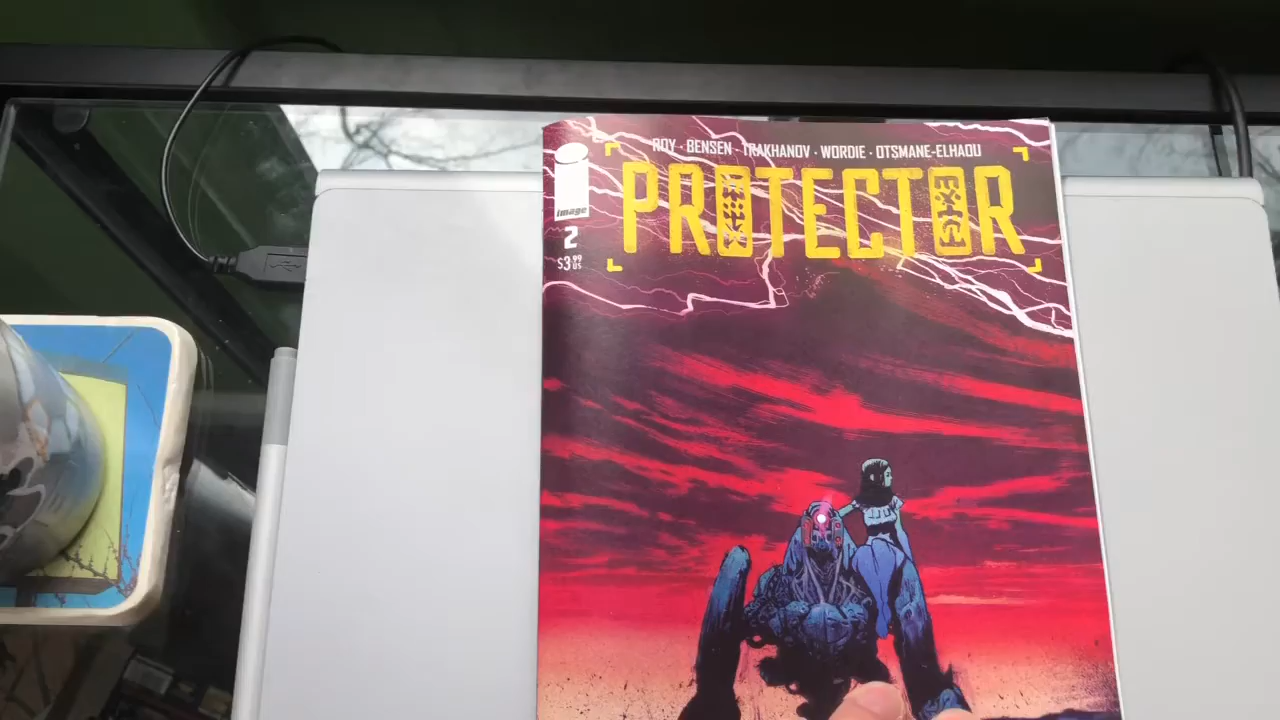 ROY · BENSEN · TRAKHANOV · WORDIE · OTSMANE-ELHAOU
PROTECTOR
image
2
$3.99
US